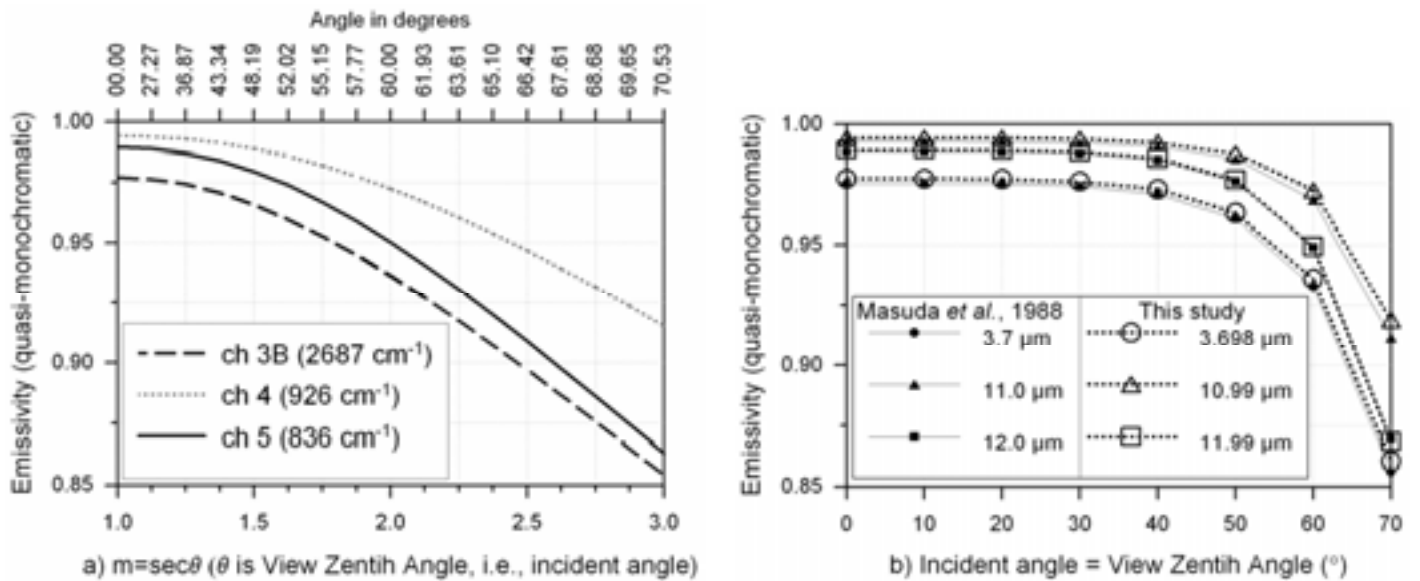 Angle in degrees
00.00 27.27 36.87 43.34 48.19 52.02 55.15 57.77 60.00 61.93 63.61 65.10 66.42 67.61 68.68 69.65 70.53
Emissivity (quasi-monochromatic)
1.00
0.95
0.90
0.85
ch 3B (2687 cm⁻¹)
ch 4 (926 cm⁻¹)
ch 5 (836 cm⁻¹)
1.0 1.5 2.0 2.5 3.0
a) m=secθ (θ is View Zentih Angle, i.e., incident angle)
Emissivity (quasi-monochromatic)
1.00
0.95
0.90
0.85
Masuda et al., 1988 This study
3.7 µm 3.698 µm
11.0 µm 10.99 µm
12.0 µm 11.99 µm
0 10 20 30 40 50 60 70
b) Incident angle = View Zentih Angle (°)